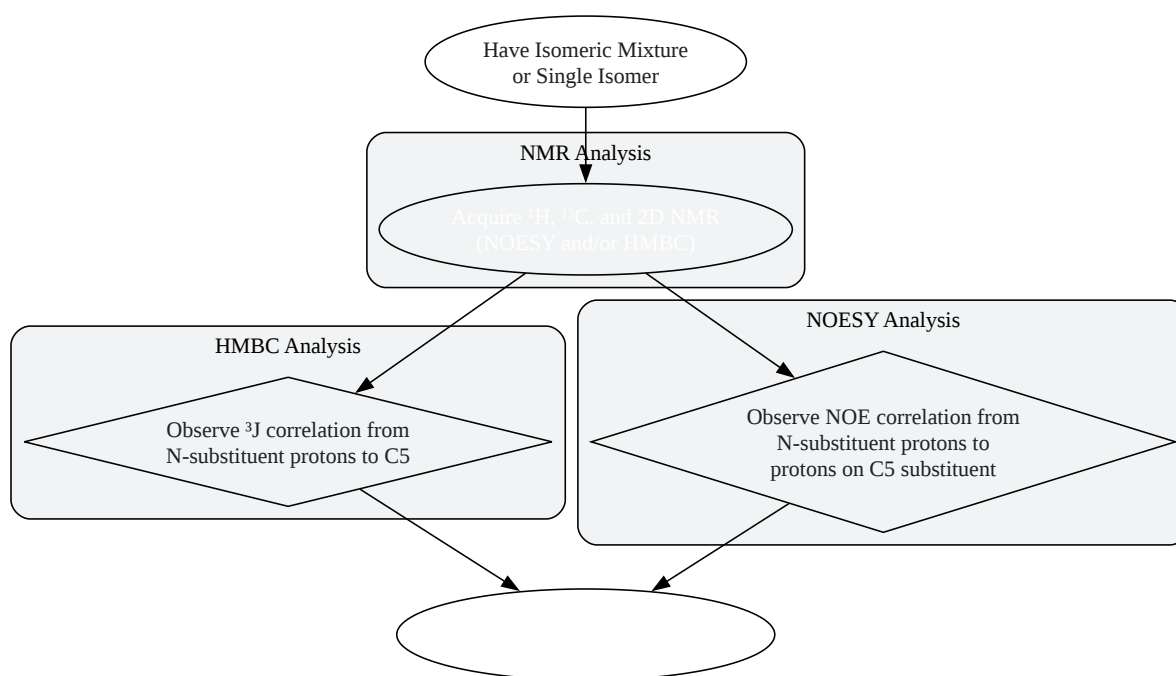 Have Isomeric Mixture
or Single Isomer
NMR Analysis
Acquire ¹H, ¹³C, and 2D NMR
(NOESY and/or HMBC)
HMBC Analysis
NOESY Analysis
Observe ³J correlation from
N-substituent protons to C5
Observe NOE correlation from
N-substituent protons to
protons on C5 substituent